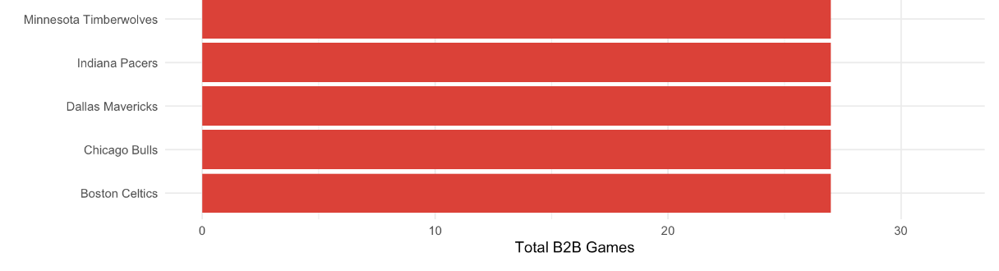 Minnesota Timberwolves
Indiana Pacers
Dallas Mavericks
Chicago Bulls
Boston Celtics
0 10 20 30
Total B2B Games